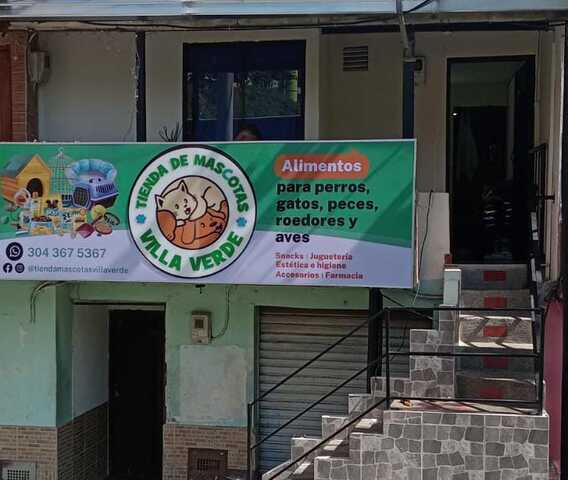 TIENDA DE MASCOTAS
VILLA VERDE
304 367 5367
@tiendamascotasvillaverde
Alimentos
para perros,
gatos, peces,
roedores y
aves
Snacks | Juguetería
Estética e higiene
Accesorios | Farmacia